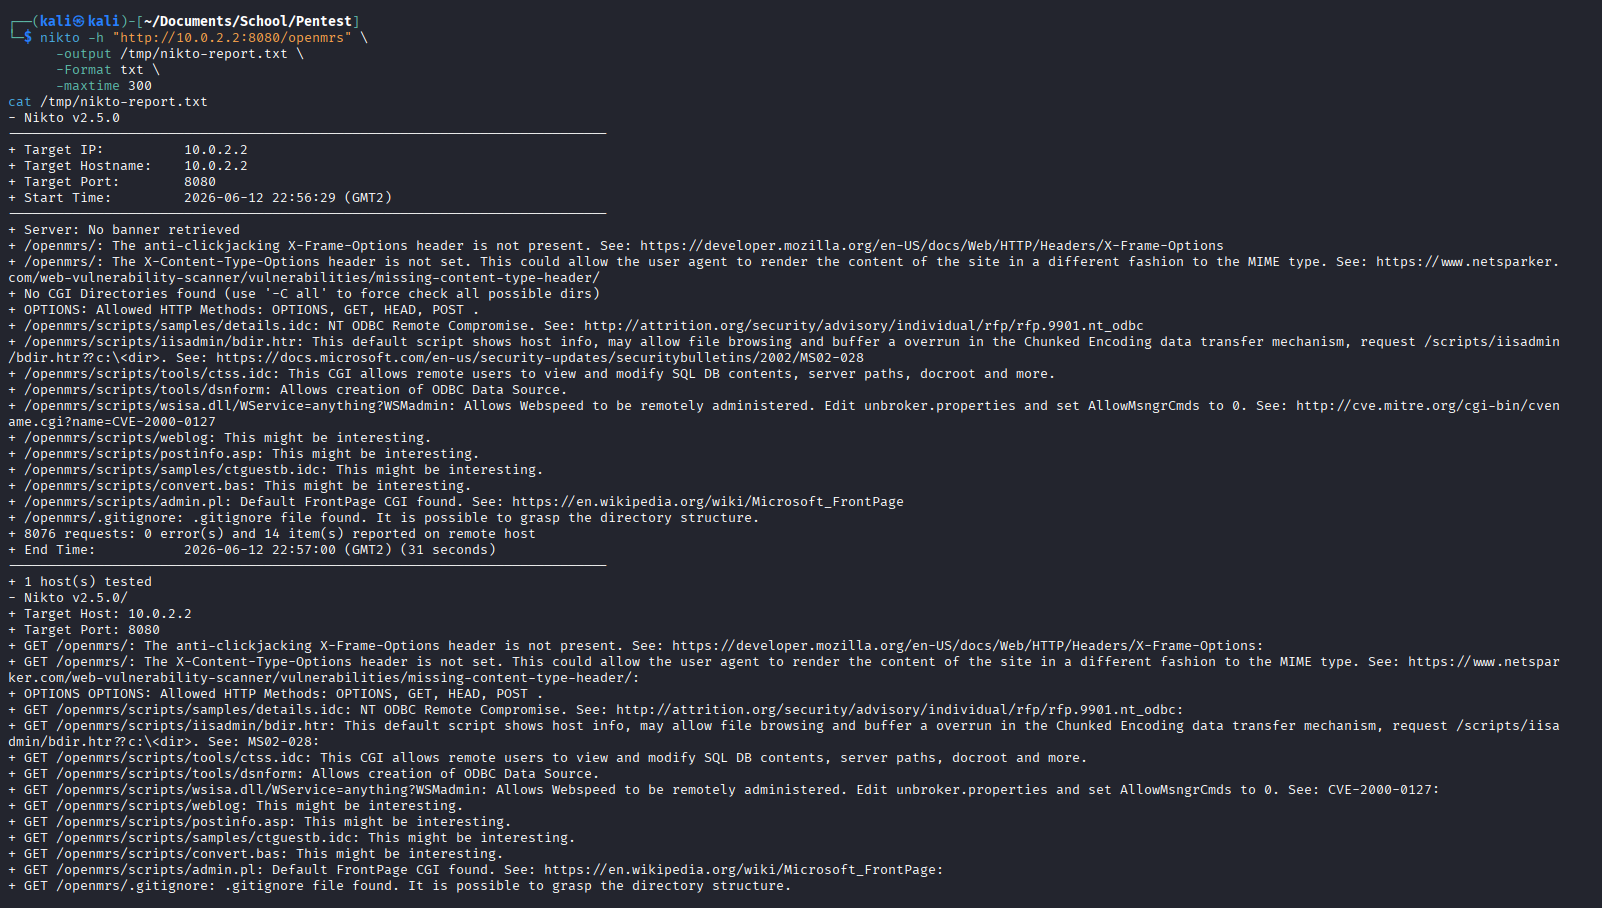 ┌──(kali㉿kali)-[~/Documents/School/Pentest]
└─$ nikto -h "http://10.0.2.2:8080/openmrs" \
      -output /tmp/nikto-report.txt \
      -Format txt \
      -maxtime 300
cat /tmp/nikto-report.txt
- Nikto v2.5.0
---------------------------------------------------------------------------
+ Target IP:          10.0.2.2
+ Target Hostname:    10.0.2.2
+ Target Port:        8080
+ Start Time:         2026-06-12 22:56:29 (GMT2)
---------------------------------------------------------------------------
+ Server: No banner retrieved
+ /openmrs/: The anti-clickjacking X-Frame-Options header is not present. See: https://developer.mozilla.org/en-US/docs/Web/HTTP/Headers/X-Frame-Options
+ /openmrs/: The X-Content-Type-Options header is not set. This could allow the user agent to render the content of the site in a different fashion to the MIME type. See: https://www.netsparker.
com/web-vulnerability-scanner/vulnerabilities/missing-content-type-header/
+ No CGI Directories found (use '-C all' to force check all possible dirs)
+ OPTIONS: Allowed HTTP Methods: OPTIONS, GET, HEAD, POST .
+ /openmrs/scripts/samples/details.idc: NT ODBC Remote Compromise. See: http://attrition.org/security/advisory/individual/rfp/rfp.9901.nt_odbc
+ /openmrs/scripts/iisadmin/bdir.htr: This default script shows host info, may allow file browsing and buffer a overrun in the Chunked Encoding data transfer mechanism, request /scripts/iisadmin
/bdir.htr??c:\<dir>. See: https://docs.microsoft.com/en-us/security-updates/securitybulletins/2002/MS02-028
+ /openmrs/scripts/tools/ctss.idc: This CGI allows remote users to view and modify SQL DB contents, server paths, docroot and more.
+ /openmrs/scripts/tools/dsnform: Allows creation of ODBC Data Source.
+ /openmrs/scripts/wsisa.dll/WService=anything?WSMadmin: Allows Webspeed to be remotely administered. Edit unbroker.properties and set AllowMsngrCmds to 0. See: http://cve.mitre.org/cgi-bin/cven
ame.cgi?name=CVE-2000-0127
+ /openmrs/scripts/weblog: This might be interesting.
+ /openmrs/scripts/postinfo.asp: This might be interesting.
+ /openmrs/scripts/samples/ctguestb.idc: This might be interesting.
+ /openmrs/scripts/convert.bas: This might be interesting.
+ /openmrs/scripts/admin.pl: Default FrontPage CGI found. See: https://en.wikipedia.org/wiki/Microsoft_FrontPage
+ /openmrs/.gitignore: .gitignore file found. It is possible to grasp the directory structure.
+ 8076 requests: 0 error(s) and 14 item(s) reported on remote host
+ End Time:           2026-06-12 22:57:00 (GMT2) (31 seconds)
---------------------------------------------------------------------------
+ 1 host(s) tested
- Nikto v2.5.0/
+ Target Host: 10.0.2.2
+ Target Port: 8080
+ GET /openmrs/: The anti-clickjacking X-Frame-Options header is not present. See: https://developer.mozilla.org/en-US/docs/Web/HTTP/Headers/X-Frame-Options:
+ GET /openmrs/: The X-Content-Type-Options header is not set. This could allow the user agent to render the content of the site in a different fashion to the MIME type. See: https://www.netspar
ker.com/web-vulnerability-scanner/vulnerabilities/missing-content-type-header/:
+ OPTIONS OPTIONS: Allowed HTTP Methods: OPTIONS, GET, HEAD, POST .
+ GET /openmrs/scripts/samples/details.idc: NT ODBC Remote Compromise. See: http://attrition.org/security/advisory/individual/rfp/rfp.9901.nt_odbc:
+ GET /openmrs/scripts/iisadmin/bdir.htr: This default script shows host info, may allow file browsing and buffer a overrun in the Chunked Encoding data transfer mechanism, request /scripts/iisa
dmin/bdir.htr??c:\<dir>. See: MS02-028:
+ GET /openmrs/scripts/tools/ctss.idc: This CGI allows remote users to view and modify SQL DB contents, server paths, docroot and more.
+ GET /openmrs/scripts/tools/dsnform: Allows creation of ODBC Data Source.
+ GET /openmrs/scripts/wsisa.dll/WService=anything?WSMadmin: Allows Webspeed to be remotely administered. Edit unbroker.properties and set AllowMsngrCmds to 0. See: CVE-2000-0127:
+ GET /openmrs/scripts/weblog: This might be interesting.
+ GET /openmrs/scripts/postinfo.asp: This might be interesting.
+ GET /openmrs/scripts/samples/ctguestb.idc: This might be interesting.
+ GET /openmrs/scripts/convert.bas: This might be interesting.
+ GET /openmrs/scripts/admin.pl: Default FrontPage CGI found. See: https://en.wikipedia.org/wiki/Microsoft_FrontPage:
+ GET /openmrs/.gitignore: .gitignore file found. It is possible to grasp the directory structure.